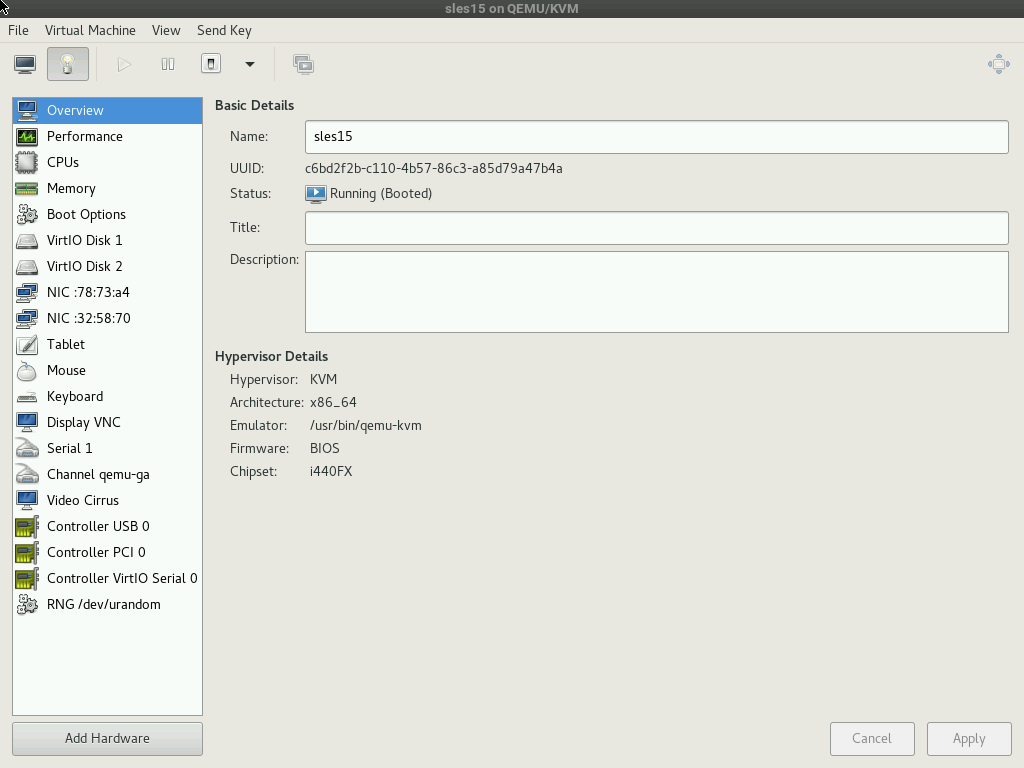 sles15 on QEMU/KVM
File Virtual Machine View Send Key
Overview
Performance
CPUs
Memory
Boot Options
VirtIO Disk 1
VirtIO Disk 2
NIC :78:73:a4
NIC :32:58:70
Tablet
Mouse
Keyboard
Display VNC
Serial 1
Channel qemu-ga
Video Cirrus
Controller USB 0
Controller PCI 0
Controller VirtIO Serial 0
RNG /dev/urandom
Add Hardware
Basic Details
Name: sles15
UUID: c6bd2f2b-c110-4b57-86c3-a85d79a47b4a
Status: Running (Booted)
Title:
Description:
Hypervisor Details
Hypervisor: KVM
Architecture: x86_64
Emulator: /usr/bin/qemu-kvm
Firmware: BIOS
Chipset: i440FX
Cancel Apply